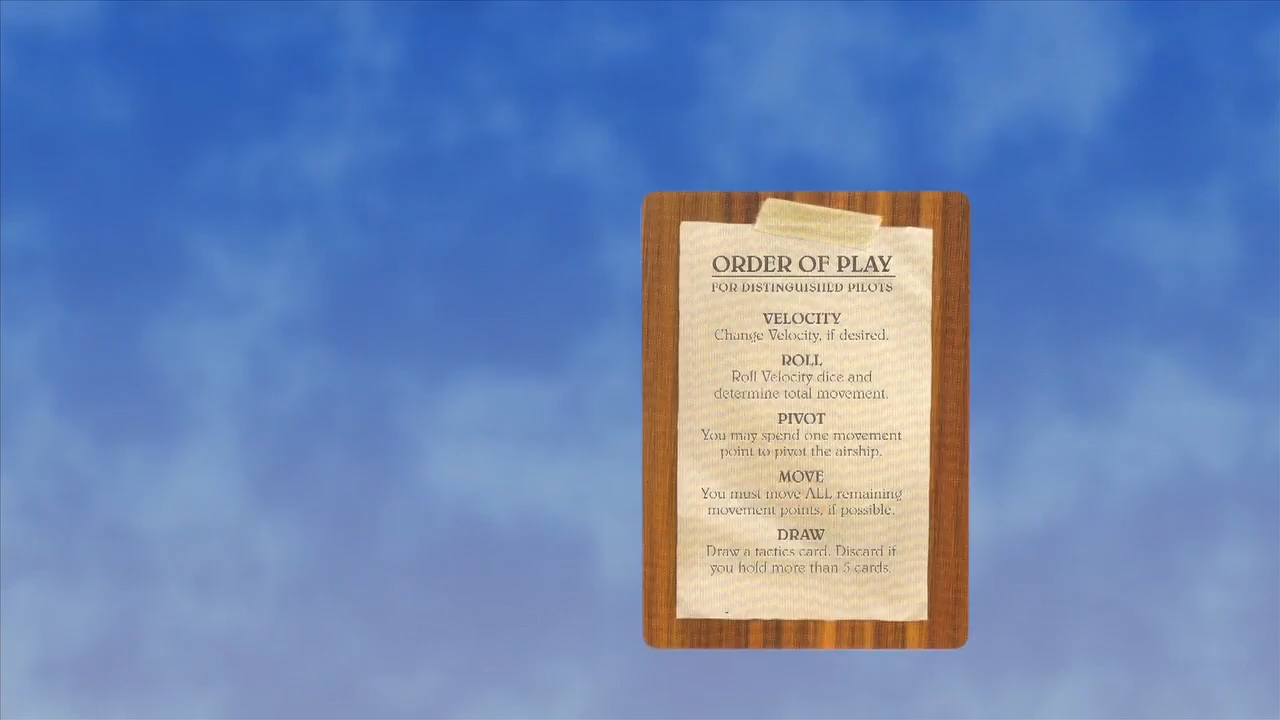 ORDER OF PLAY
FOR DISTINGUISHED PILOTS
VELOCITY
Change Velocity, if desired.
ROLL
Roll Velocity dice and
determine total movement.
PIVOT
You may spend one movement
point to pivot the airship.
MOVE
You must move ALL remaining
movement points, if possible.
DRAW
Draw a tactics card. Discard if
you hold more than 5 cards.